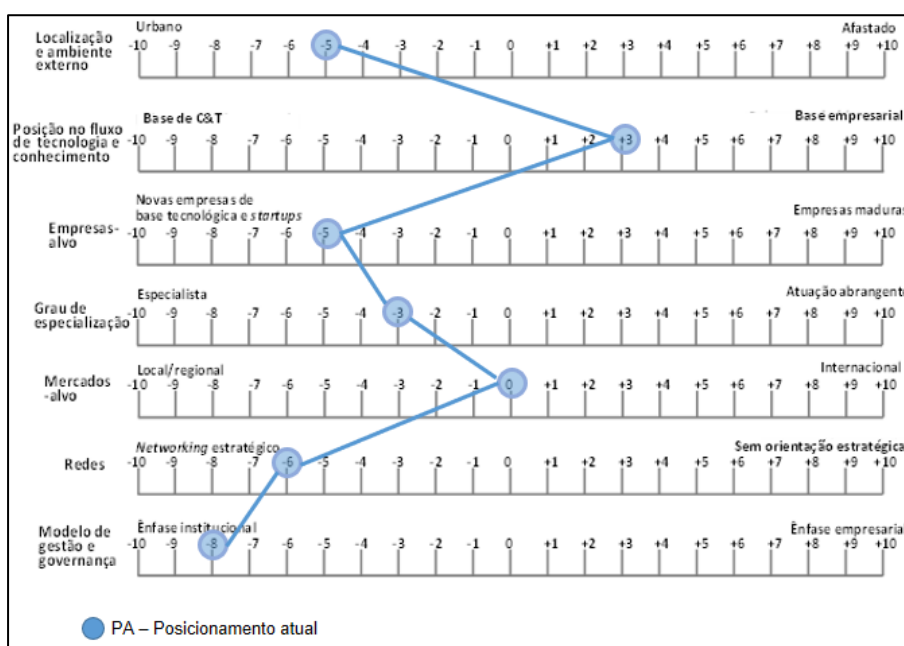 Localização e ambiente externo
Urbano
Afastado
-10 -9 -8 -7 -6 -5 -4 -3 -2 -1 0 +1 +2 +3 +4 +5 +6 +7 +8 +9 +10
Posição no fluxo de tecnologia e conhecimento
Base de C&T
Base empresarial
-10 -9 -8 -7 -6 -5 -4 -3 -2 -1 0 +1 +2 +3 +4 +5 +6 +7 +8 +9 +10
Empresas-alvo
Novas empresas de base tecnológica e startups
Empresas maduras
-10 -9 -8 -7 -6 -5 -4 -3 -2 -1 0 +1 +2 +3 +4 +5 +6 +7 +8 +9 +10
Grau de especialização
Especialista
Atuação abrangente
-10 -9 -8 -7 -6 -5 -4 -3 -2 -1 0 +1 +2 +3 +4 +5 +6 +7 +8 +9 +10
Mercados-alvo
Local/regional
Internacional
-10 -9 -8 -7 -6 -5 -4 -3 -2 -1 0 +1 +2 +3 +4 +5 +6 +7 +8 +9 +10
Redes
Networking estratégico
Sem orientação estratégica
-10 -9 -8 -7 -6 -5 -4 -3 -2 -1 0 +1 +2 +3 +4 +5 +6 +7 +8 +9 +10
Modelo de gestão e governança
Ênfase institucional
Ênfase empresarial
-10 -9 -8 -7 -6 -5 -4 -3 -2 -1 0 +1 +2 +3 +4 +5 +6 +7 +8 +9 +10
PA – Posicionamento atual